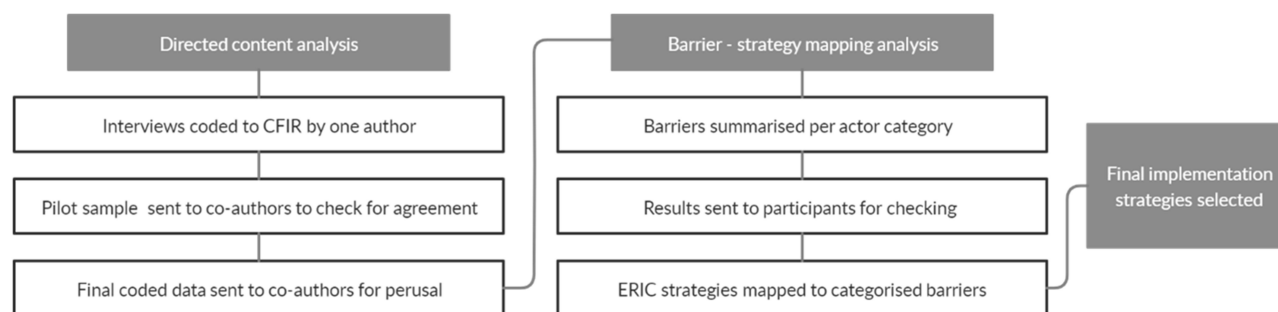 Directed content analysis
Interviews coded to CFIR by one author
Pilot sample sent to co-authors to check for agreement
Final coded data sent to co-authors for perusal
Barrier - strategy mapping analysis
Barriers summarised per actor category
Results sent to participants for checking
ERIC strategies mapped to categorised barriers
Final implementation
strategies selected